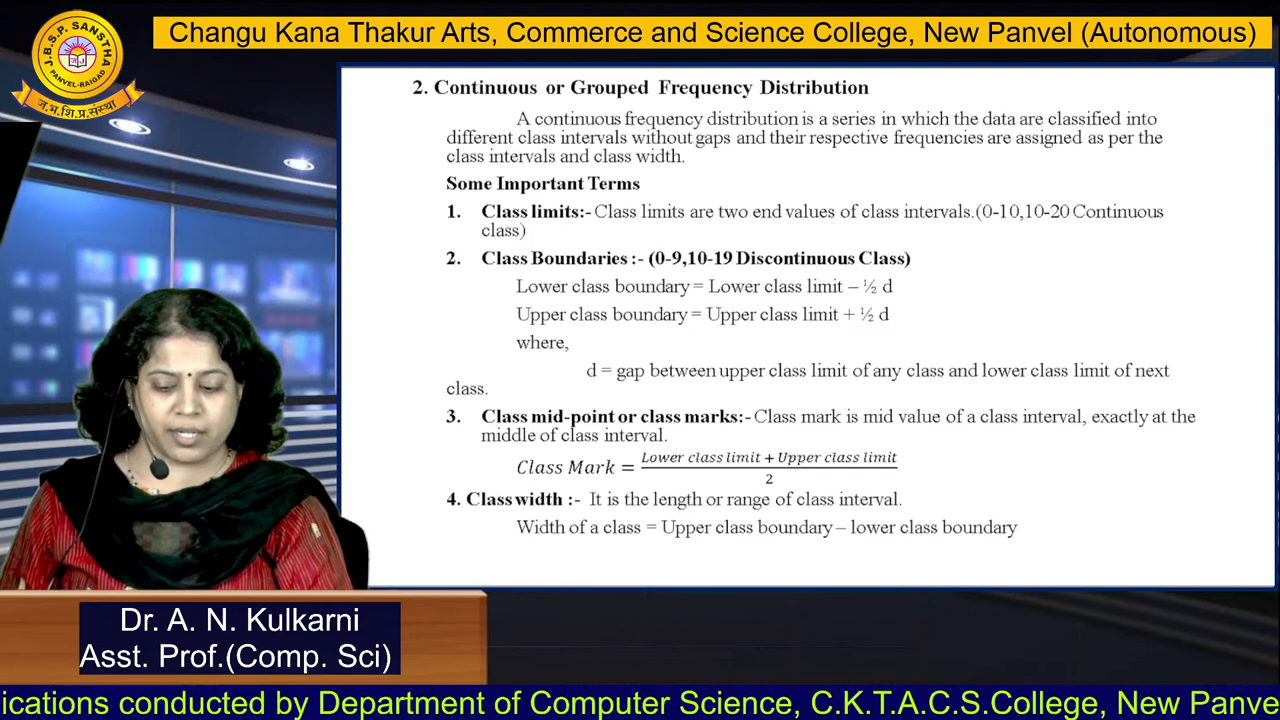 J.B.S.P. SANSTHA
PANVEL-RAIGAD
ज.भ.शि.प्र.संस्था
Changu Kana Thakur Arts, Commerce and Science College, New Panvel (Autonomous)
2. Continuous or Grouped Frequency Distribution
A continuous frequency distribution is a series in which the data are classified into
different class intervals without gaps and their respective frequencies are assigned as per the
class intervals and class width.
Some Important Terms
1. Class limits:- Class limits are two end values of class intervals.(0-10,10-20 Continuous
class)
2. Class Boundaries :- (0-9,10-19 Discontinuous Class)
Lower class boundary = Lower class limit – ½ d
Upper class boundary = Upper class limit + ½ d
where,
d = gap between upper class limit of any class and lower class limit of next
class.
3. Class mid-point or class marks:- Class mark is mid value of a class interval, exactly at the
middle of class interval.
Class Mark = (Lower class limit + Upper class limit) / 2
4. Class width :- It is the length or range of class interval.
Width of a class = Upper class boundary – lower class boundary
Dr. A. N. Kulkarni
Asst. Prof.(Comp. Sci)
ications conducted by Department of Computer Science, C.K.T.A.C.S.College, New Panve